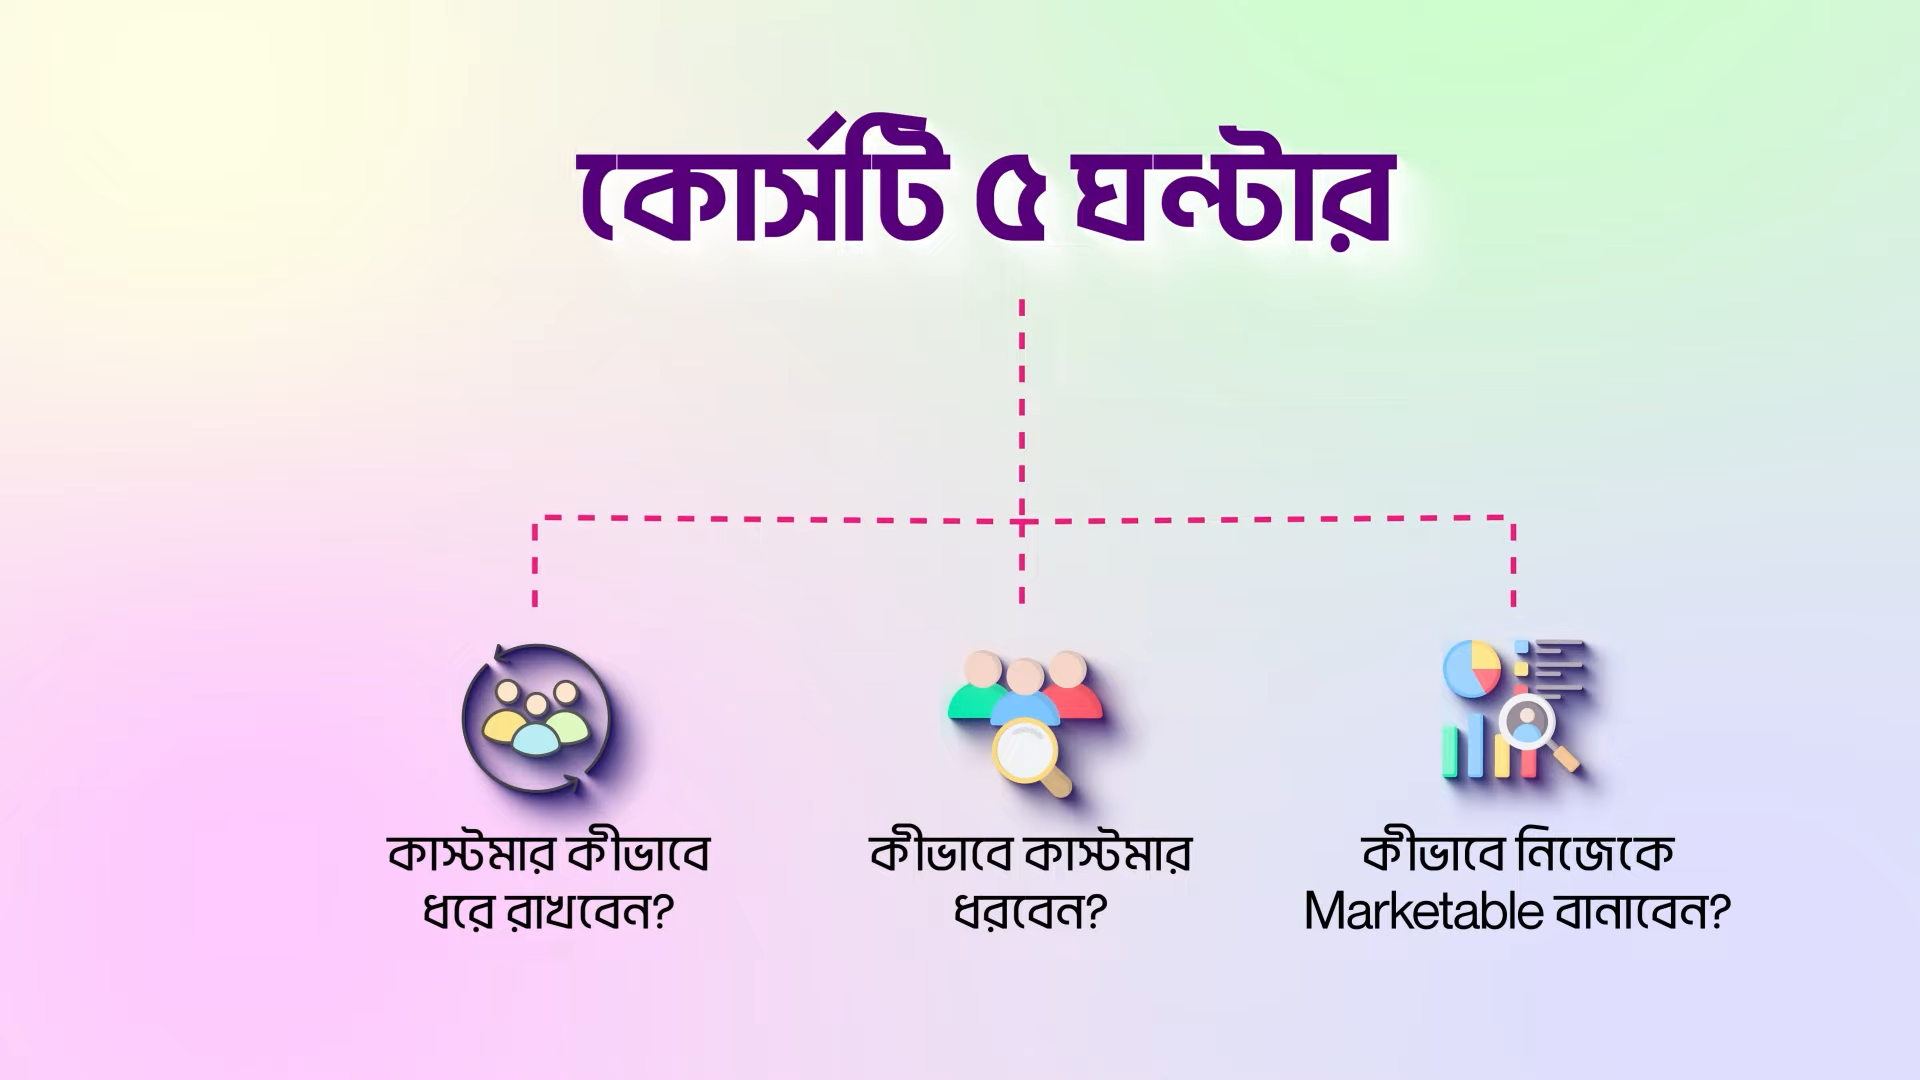 কোর্সটি ৫ ঘন্টার
কাস্টমার কীভাবে
ধরে রাখবেন?
কীভাবে কাস্টমার
ধরবেন?
কীভাবে নিজেকে
Marketable বানাবেন?